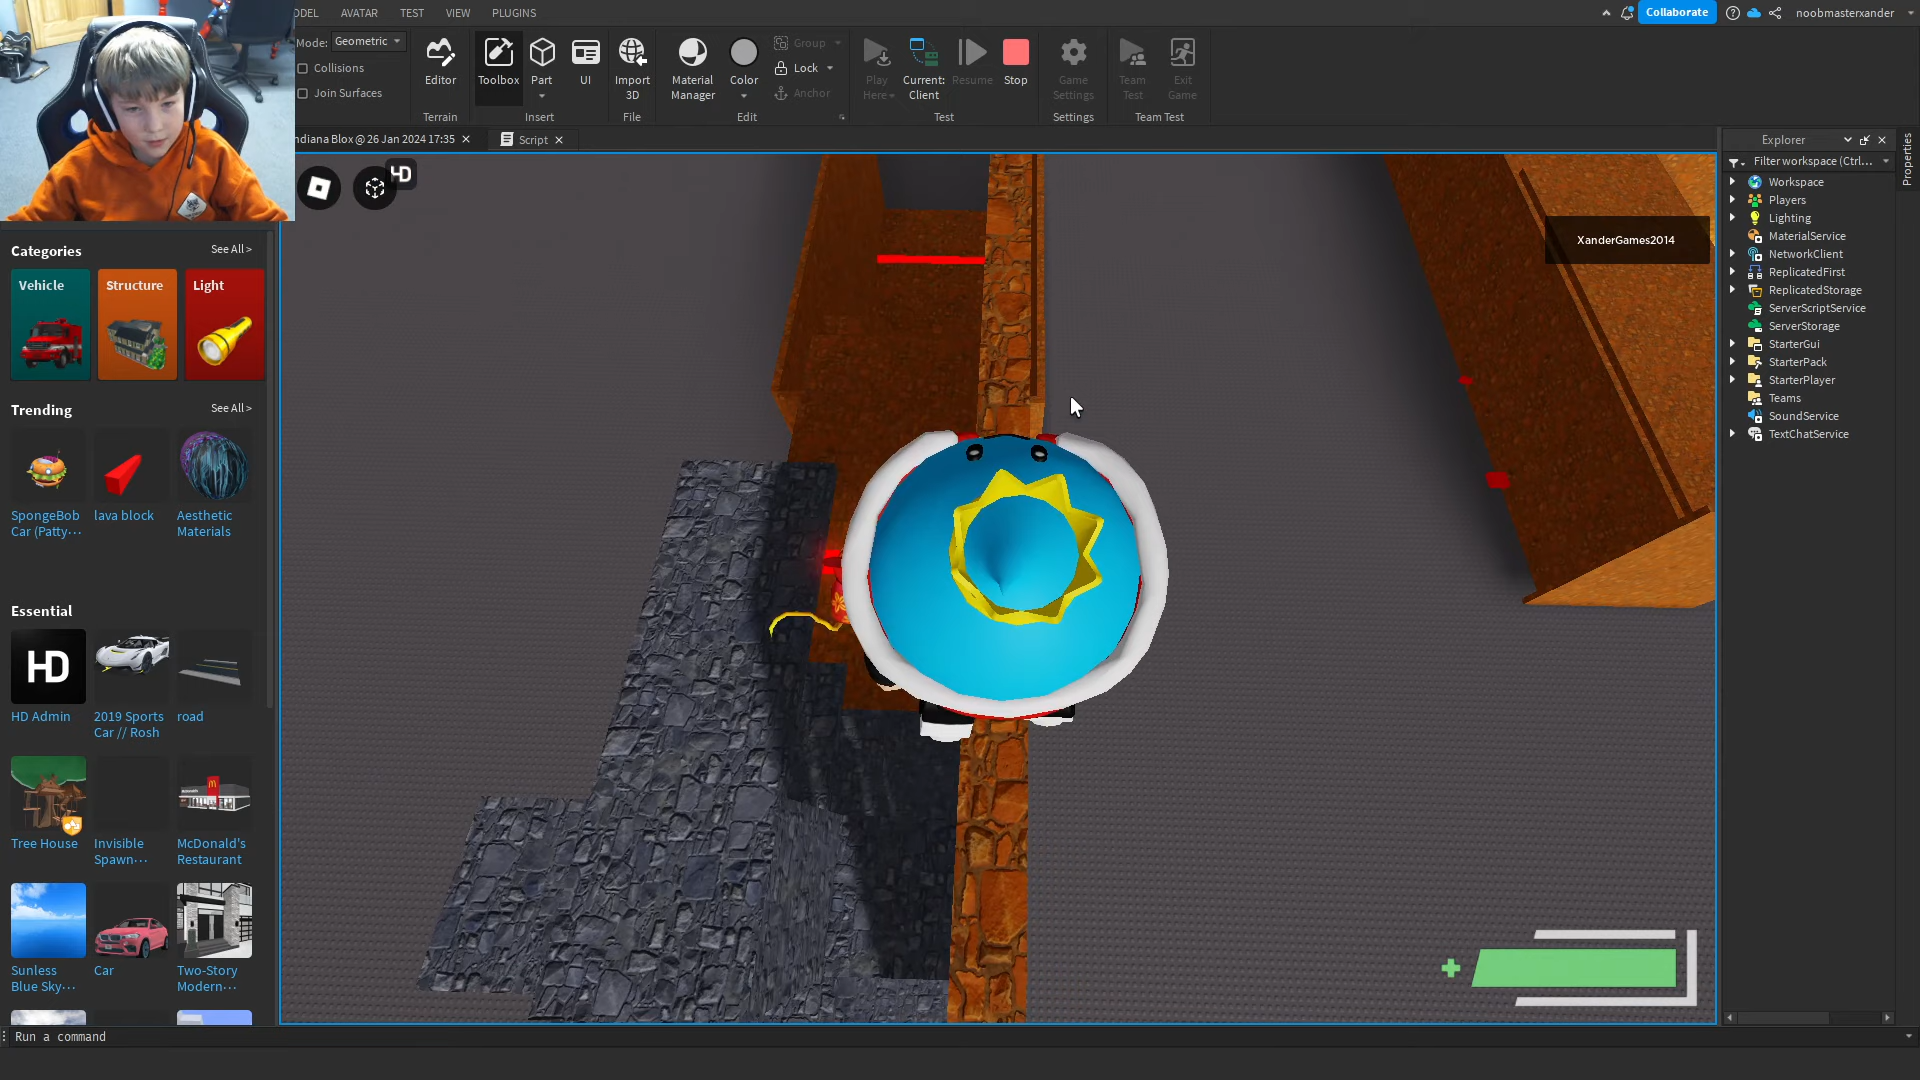 ODEL
AVATAR
TEST
VIEW
PLUGINS
Collaborate
noobmasterxander
Mode: Geometric
Collisions
Join Surfaces
Editor
Terrain
Toolbox
Part
UI
Insert
Import
3D
File
Material
Manager
Color
Group
Lock
Anchor
Edit
Play
Here
Current:
Client
Resume
Stop
Test
Game
Settings
Settings
Team
Test
Exit
Game
Team Test
ndiana Blox @ 26 Jan 2024 17:35
Script
HD
XanderGames2014
Categories
See All >
Vehicle
Structure
Light
Trending
See All >
SpongeBob
Car (Patty...
lava block
Aesthetic
Materials
Essential
HD
HD Admin
2019 Sports
Car // Rosh
road
Tree House
Invisible
Spawn...
McDonald's
Restaurant
Sunless
Blue Sky...
Car
Two-Story
Modern...
Explorer
Filter workspace (Ctrl...
Workspace
Players
Lighting
MaterialService
NetworkClient
ReplicatedFirst
ReplicatedStorage
ServerScriptService
ServerStorage
StarterGui
StarterPack
StarterPlayer
Teams
SoundService
TextChatService
Properties
Run a command